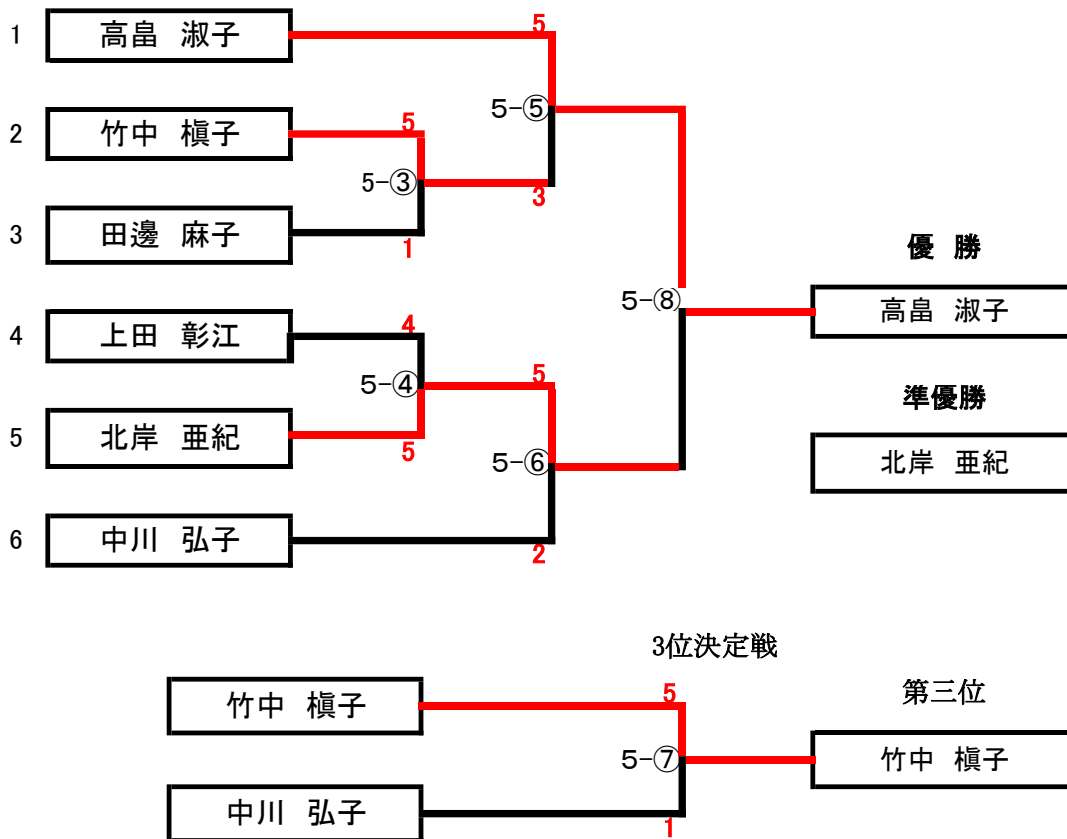 5
1 高畠 淑子
5-⑤
2 竹中 槇子
5
5-③
3
3 田邊 麻子
1
優 勝
5-⑧
高畠 淑子
4 上田 彰江
4
5-④
5
準優勝
5 北岸 亜紀
5
5-⑥
北岸 亜紀
6 中川 弘子
2
3位決定戦
竹中 槇子
5
第三位
5-⑦
竹中 槇子
中川 弘子
1